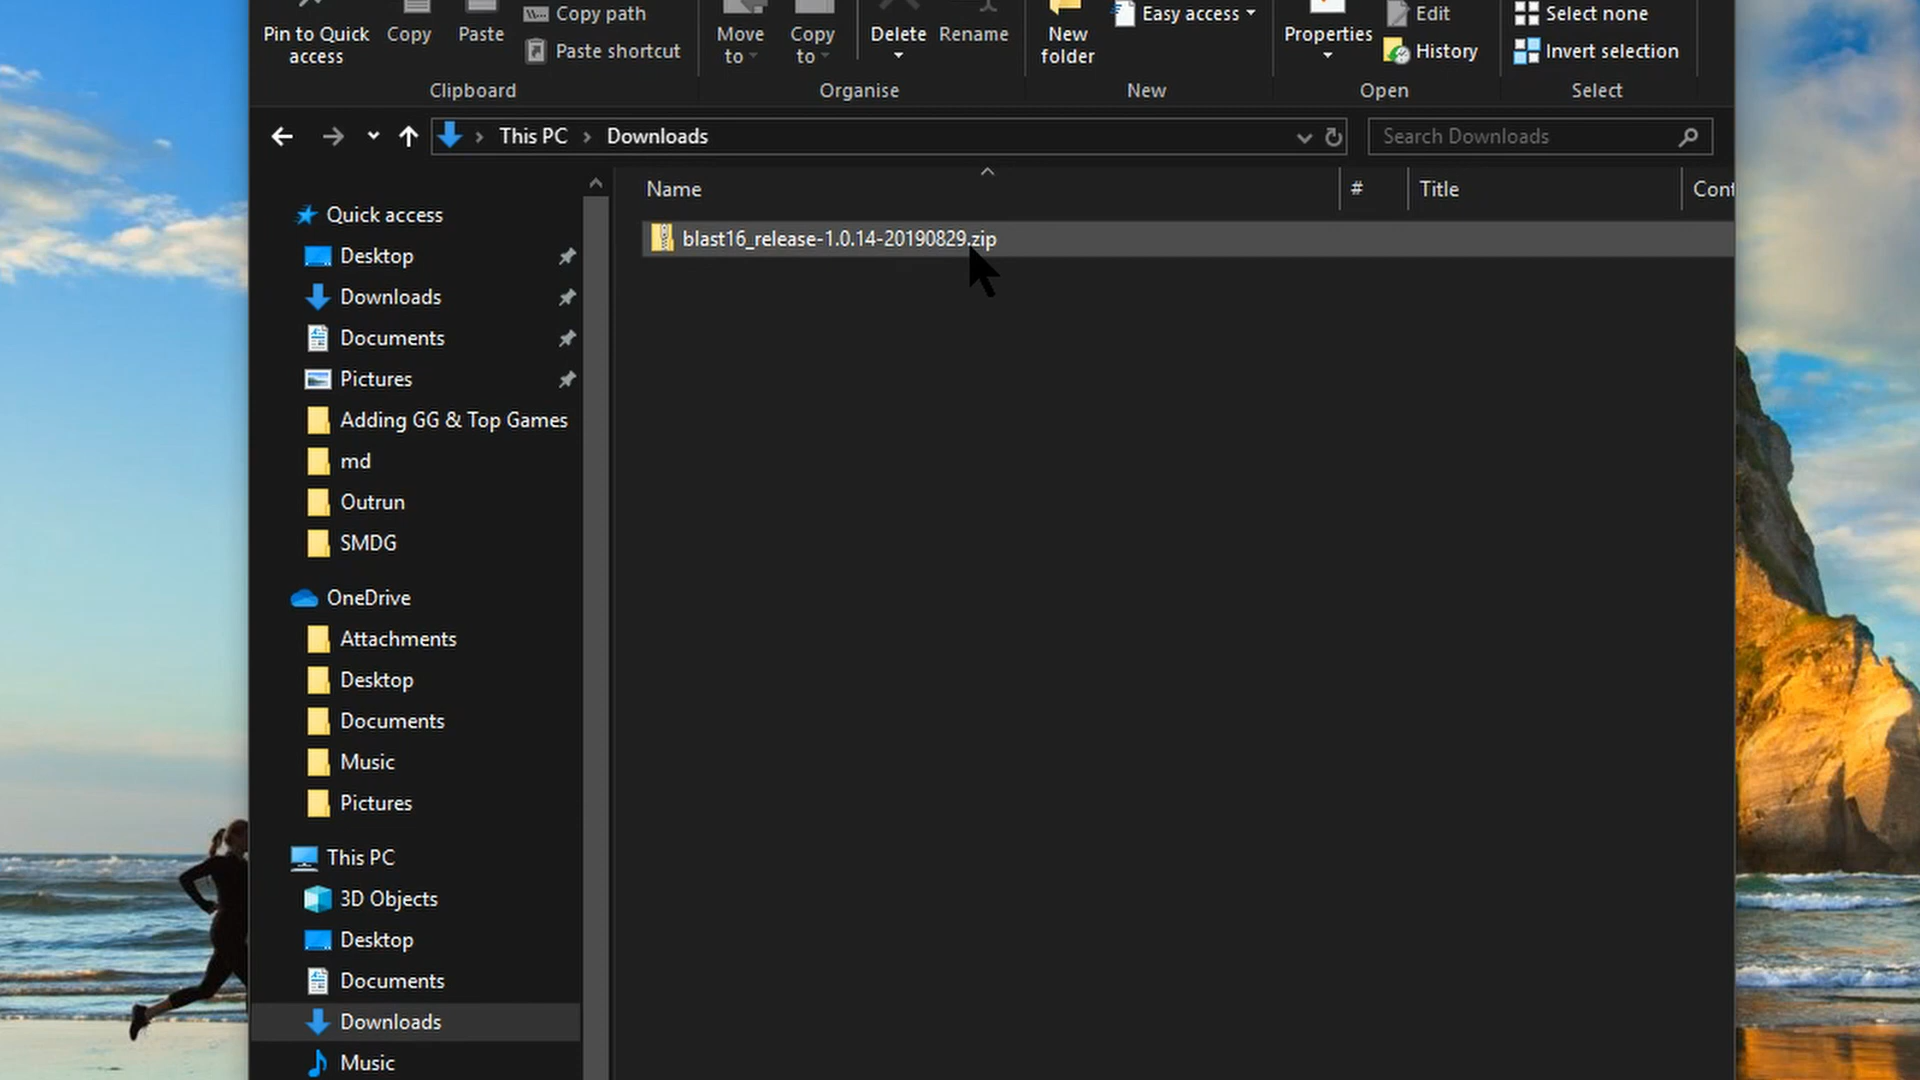 Pin to Quick access
Copy
Paste
Copy path
Paste shortcut
Move to
Copy to
Delete
Rename
New folder
Easy access
Properties
Edit
History
Select none
Invert selection
Clipboard
Organise
New
Open
Select
This PC
Downloads
Search Downloads
Name
#
Title
Cont
Quick access
Desktop
Downloads
Documents
Pictures
Adding GG & Top Games
md
Outrun
SMDG
OneDrive
Attachments
Desktop
Documents
Music
Pictures
This PC
3D Objects
Desktop
Documents
Downloads
Music
blast16_release-1.0.14-20190829.zip